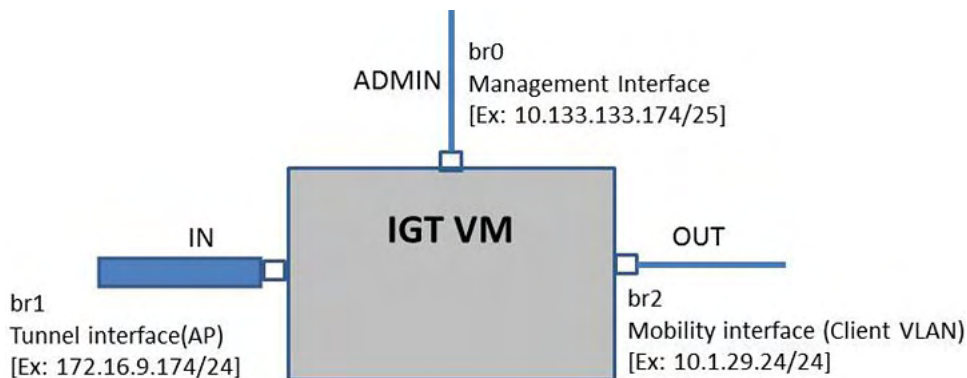 br0
ADMIN
Management Interface
[Ex: 10.133.133.174/25]
IGT VM
IN
OUT
br1
Tunnel interface(AP)
[Ex: 172.16.9.174/24]
br2
Mobility interface (Client VLAN)
[Ex: 10.1.29.24/24]